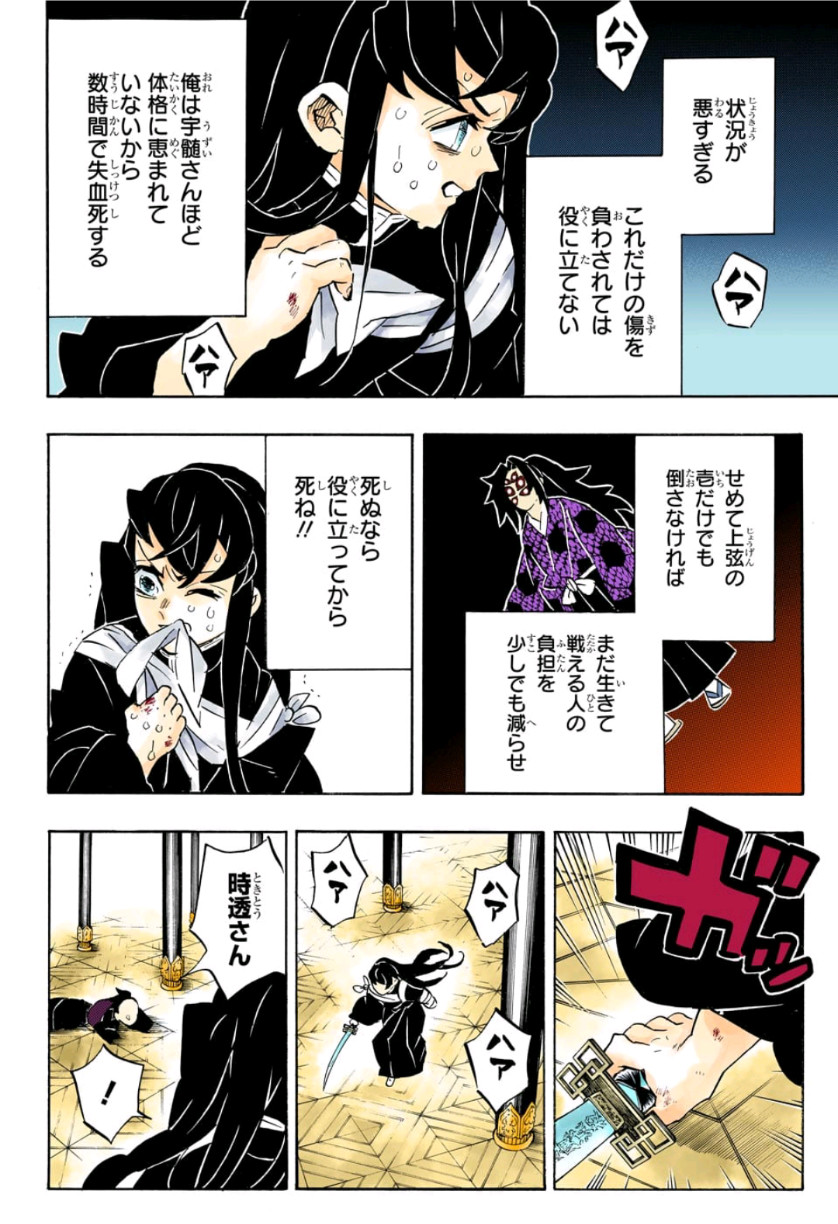 ハァ
状況が
悪すぎる
これだけの傷を
負わされては
役に立てない
ハァ
俺は宇髄さんほど
体格に恵まれて
いないから
数時間で失血死する
ハァ
せめて上弦の
壱だけでも
倒さなければ
まだ生きて
戦える人の
負担を
少しでも減らせ
死ぬなら
役に立ってから
死ね!!
ガッ
ハァ
ハァ
ハァ
時透さん
!